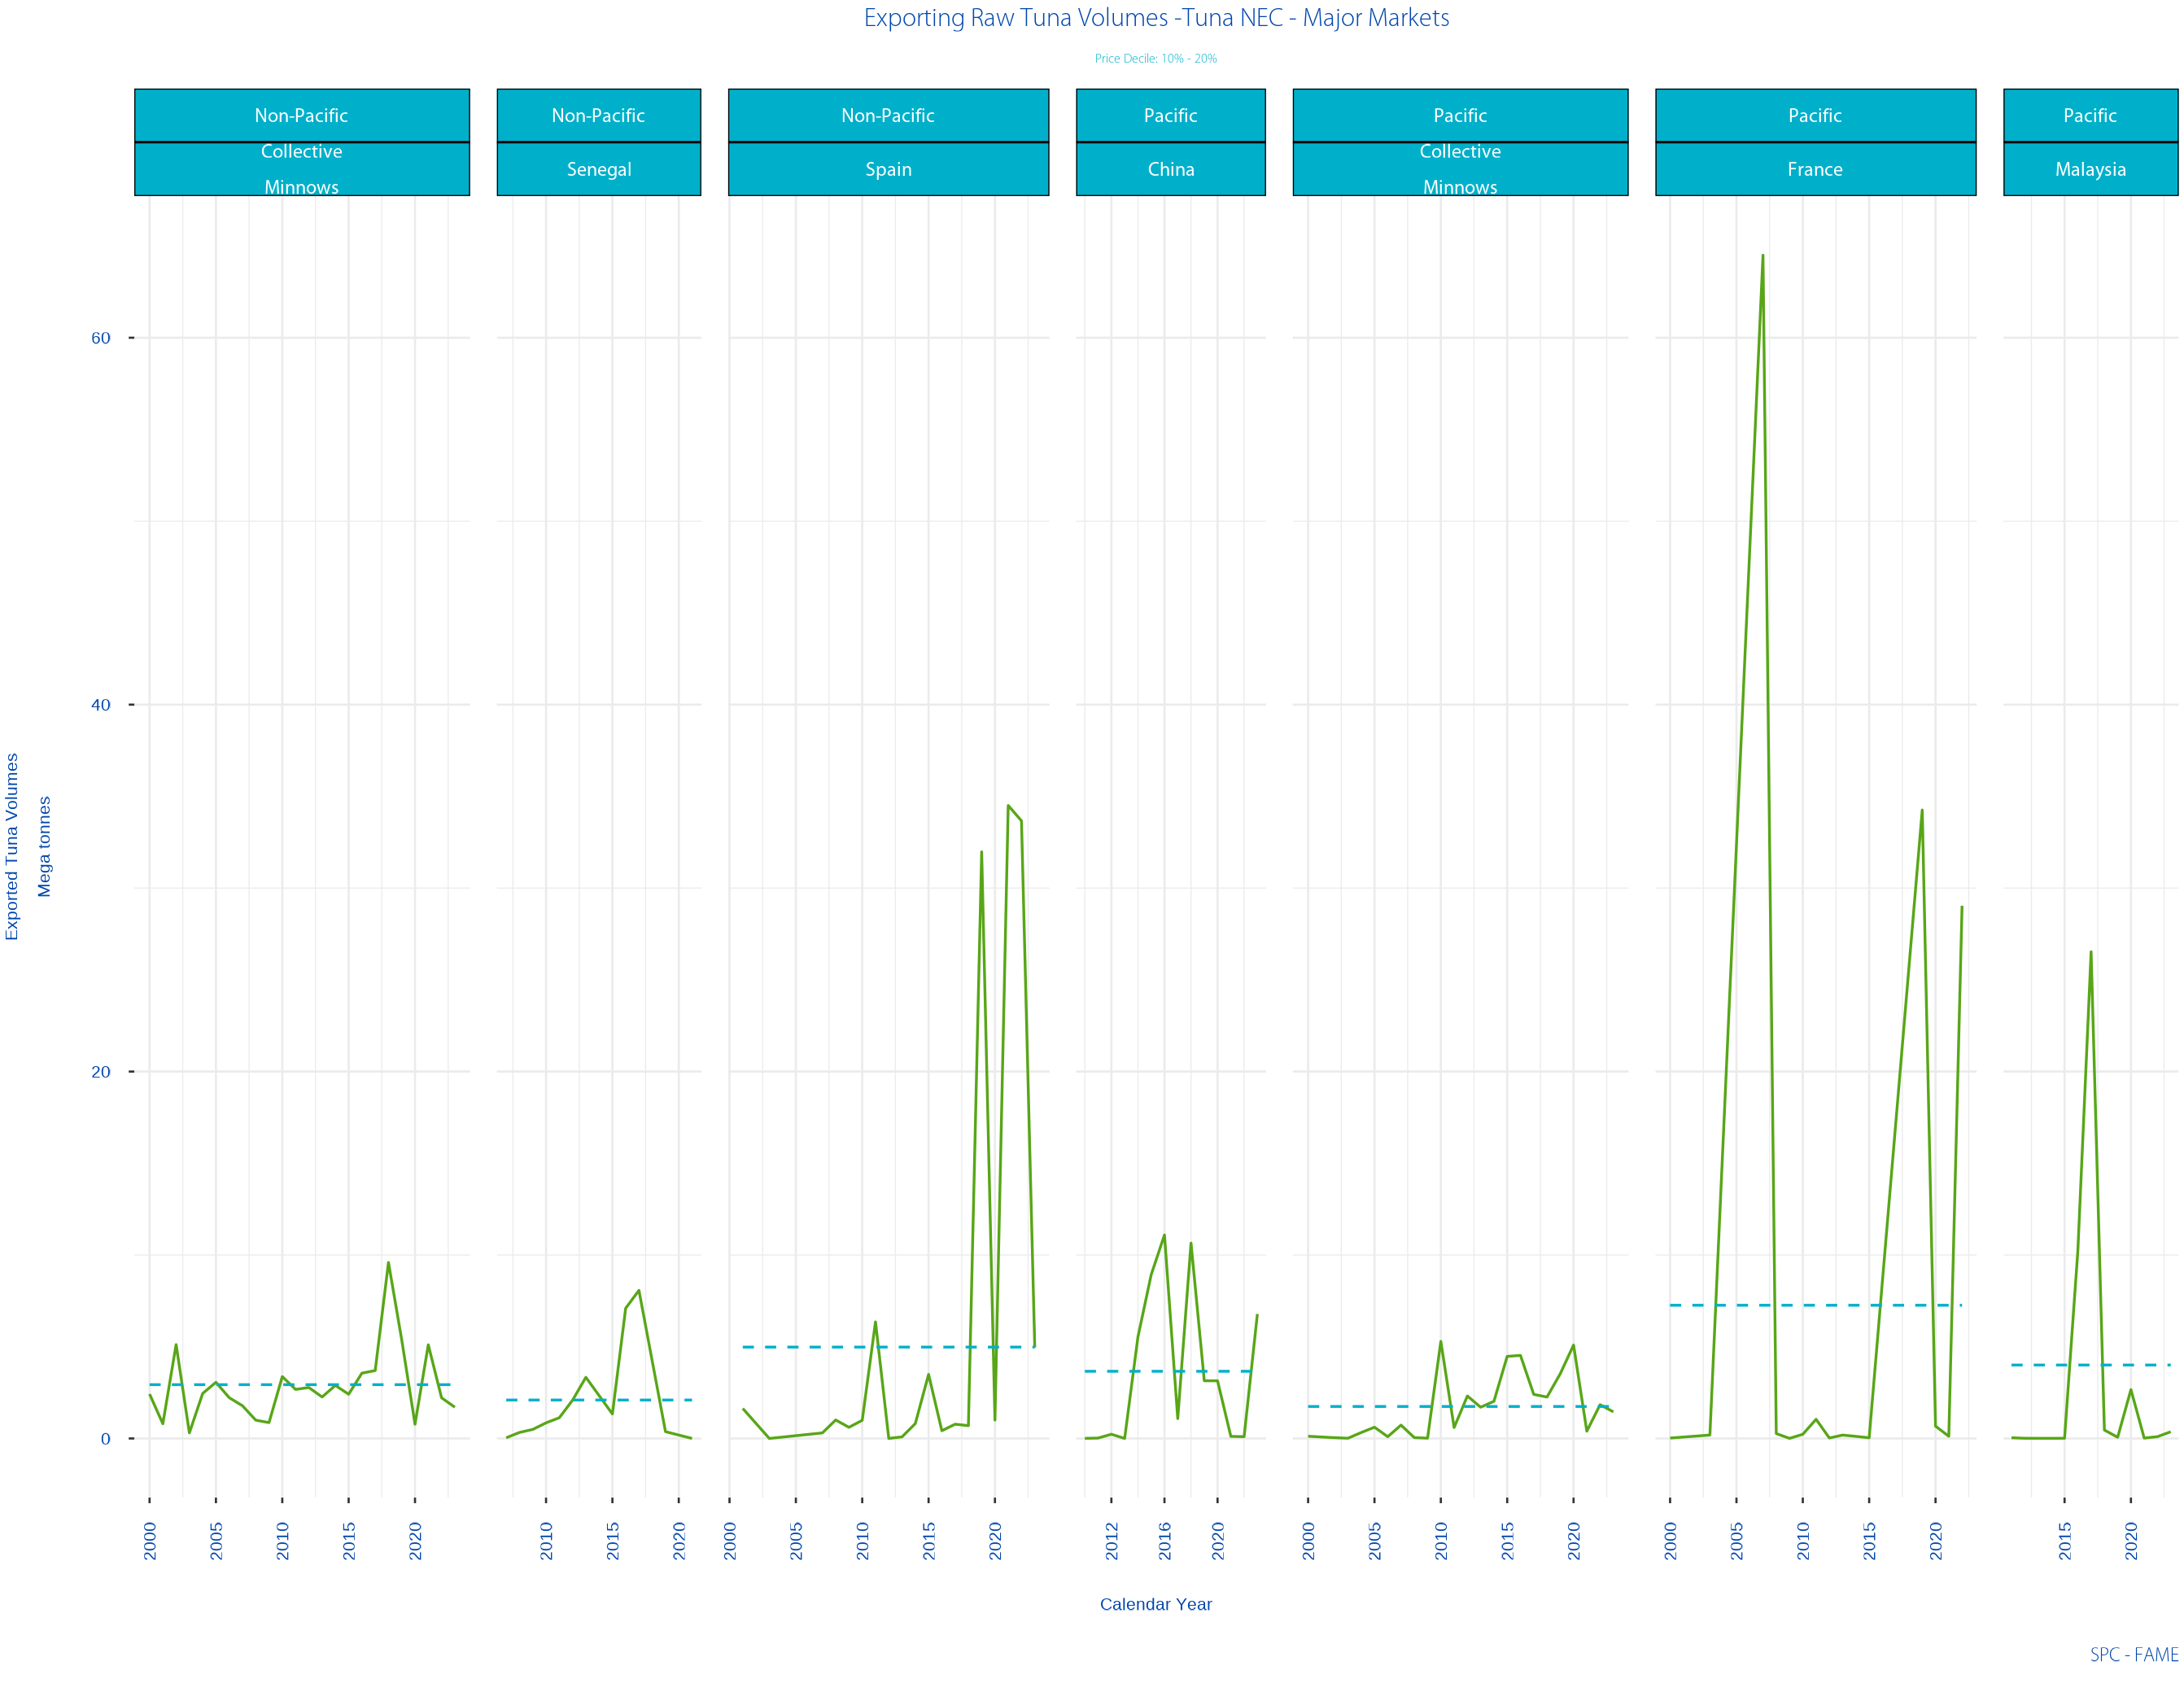 Exporting Raw Tuna Volumes -Tuna NEC - Major Markets
Price Decile: 10% - 20%
Non-Pacific
Non-Pacific
Non-Pacific
Pacific
Pacific
Pacific
Pacific
Collective
Minnows
Senegal
Spain
China
Collective
Minnows
France
Malaysia
60
40
20
0
Exported Tuna Volumes
Mega tonnes
2000 2005 2010 2015 2020
2010 2015 2020
2000 2005 2010 2015 2020
2012 2016 2020
2000 2005 2010 2015 2020
2000 2005 2010 2015 2020
2015 2020
Calendar Year
SPC - FAME